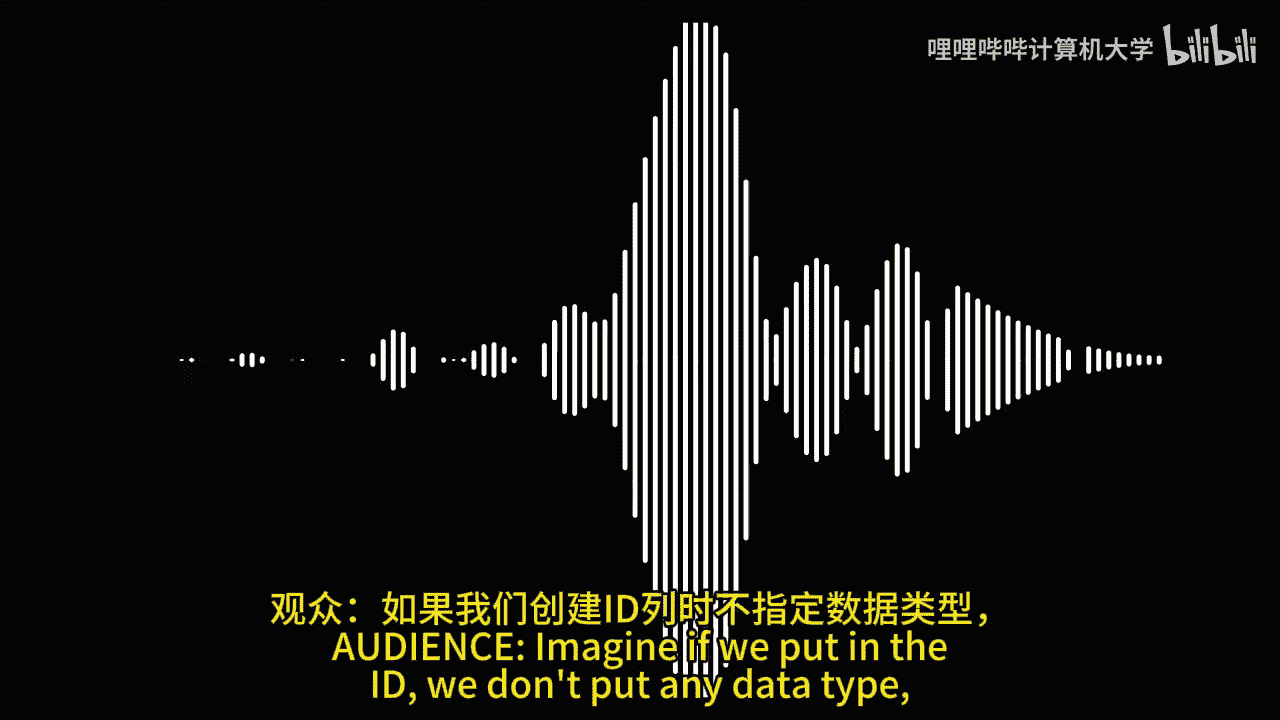 哩哩哔哔计算机大学 bilibili
观众：如果我们创建ID列时不指定数据类型，
AUDIENCE: Imagine if we put in the
ID, we don't put any data type,